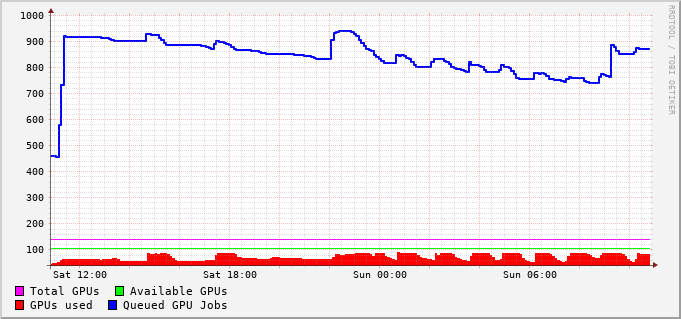 1000
900
800
700
600
500
400
300
200
100
Sat 12:00 Sat 18:00 Sun 00:00 Sun 06:00
Total GPUs Available GPUs
GPUs used Queued GPU Jobs
RRDTOOL / TOBI OETIKER